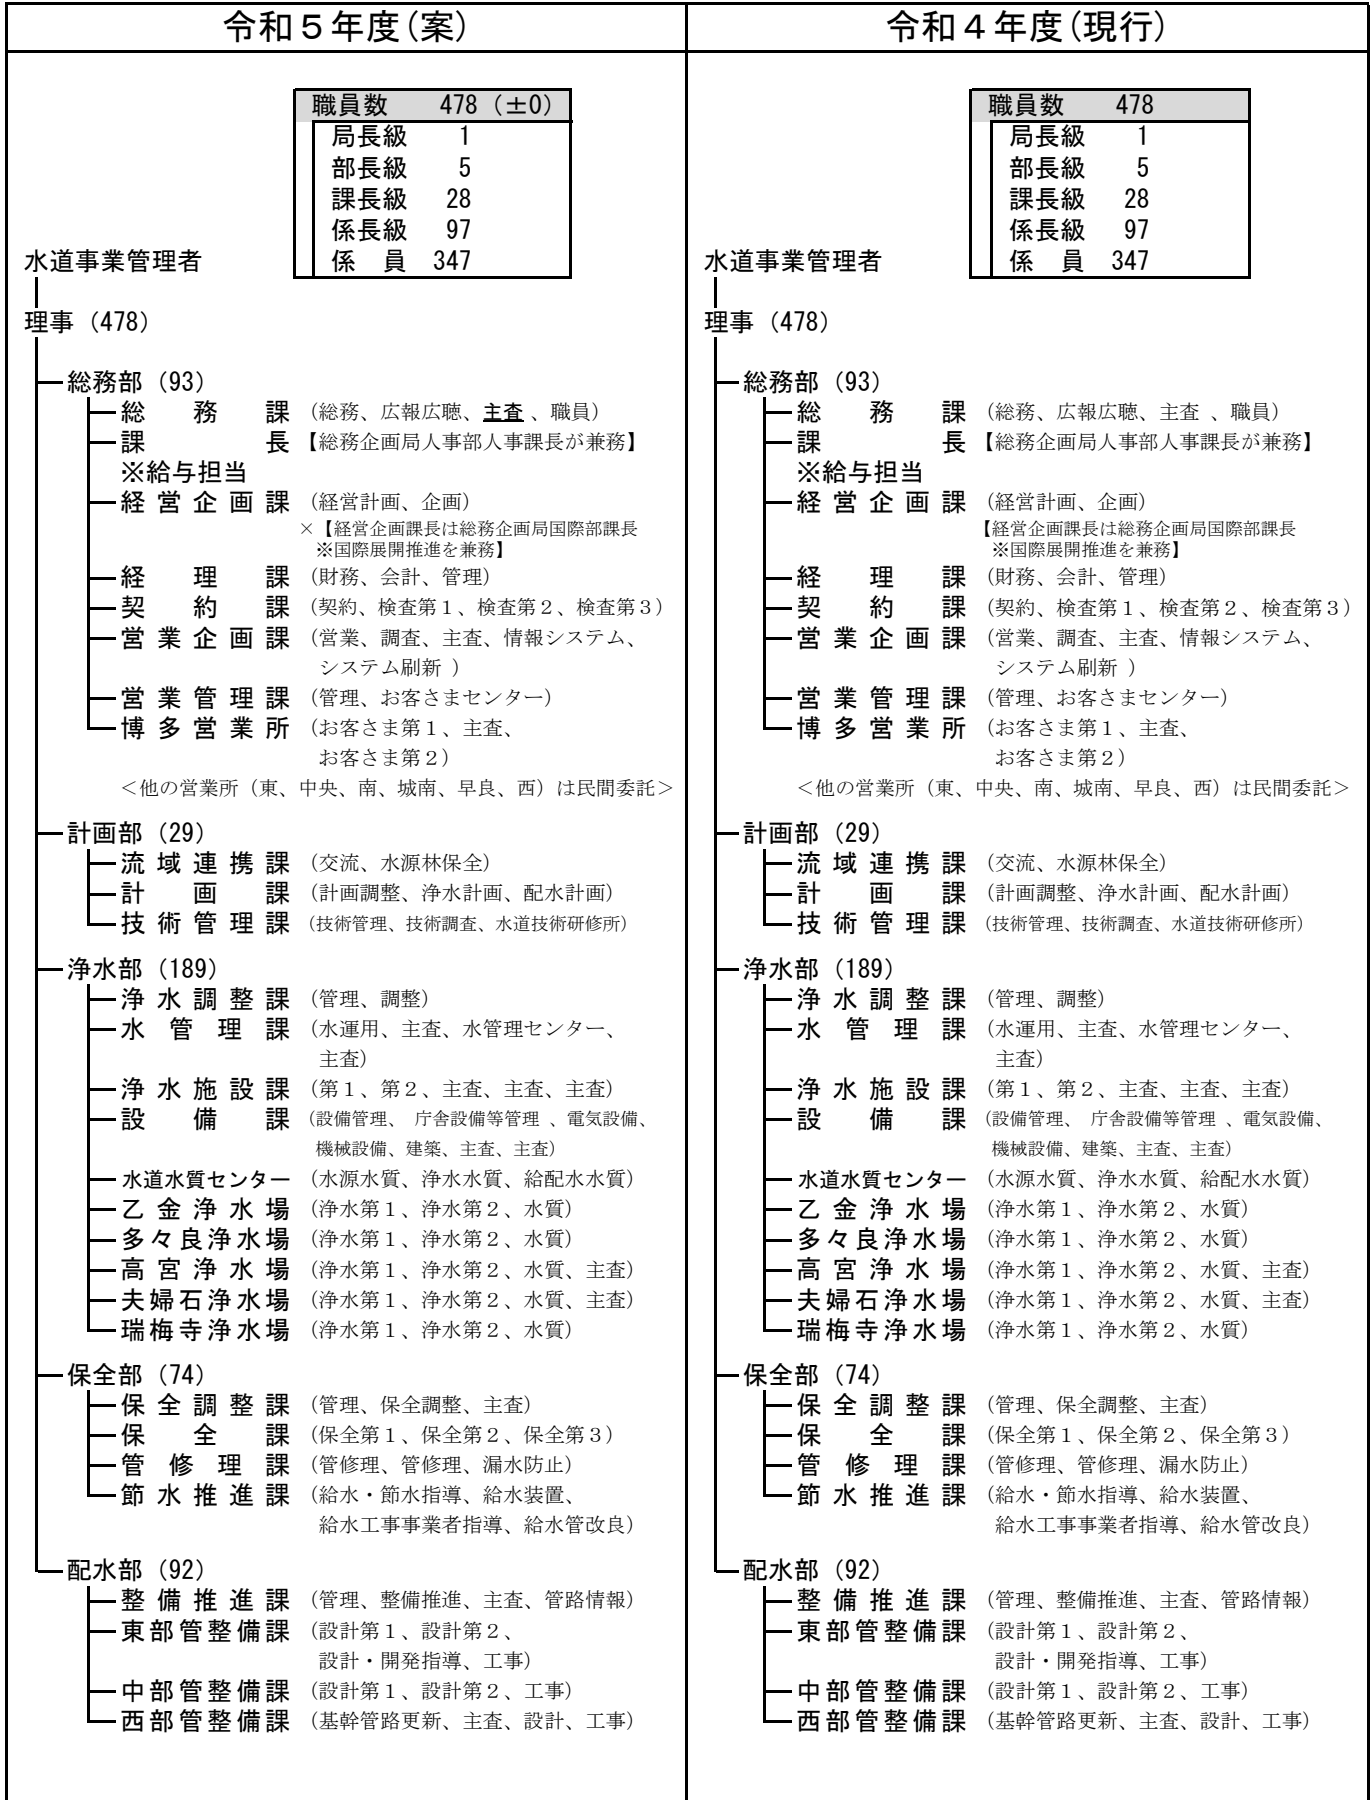 令和５年度(案)
職員数 478 (±0)
局長級 1
部長級 5
課長級 28
係長級 97
係 員 347
水道事業管理者
理事 (478)
総務部 (93)
総務課 (総務、広報広聴、主査 、職員)
課長 【総務企画局人事部人事課長が兼務】
※給与担当
経営企画課 (経営計画、企画)
×【経営企画課長は総務企画局国際部課長
※国際展開推進を兼務】
経理課 (財務、会計、管理)
契約課 (契約、検査第１、検査第２、検査第３)
営業企画課 (営業、調査、主査、情報システム、
システム刷新 )
営業管理課 (管理、お客さまセンター)
博多営業所 (お客さま第１、主査、
お客さま第２)
＜他の営業所（東、中央、南、城南、早良、西）は民間委託＞
計画部 (29)
流域連携課 (交流、水源林保全)
計画課 (計画調整、浄水計画、配水計画)
技術管理課 (技術管理、技術調査、水道技術研修所)
浄水部 (189)
浄水調整課 (管理、調整)
水管理課 (水運用、主査、水管理センター、
主査)
浄水施設課 (第１、第２、主査、主査、主査)
設備課 (設備管理、 庁舎設備等管理 、電気設備、
機械設備、建築、主査、主査)
水道水質センター (水源水質、浄水水質、給配水水質)
乙金浄水場 (浄水第１、浄水第２、水質)
多々良浄水場 (浄水第１、浄水第２、水質)
高宮浄水場 (浄水第１、浄水第２、水質、主査)
夫婦石浄水場 (浄水第１、浄水第２、水質、主査)
瑞梅寺浄水場 (浄水第１、浄水第２、水質)
保全部 (74)
保全調整課 (管理、保全調整、主査)
保全課 (保全第１、保全第２、保全第３)
管修理課 (管修理、管修理、漏水防止)
節水推進課 (給水・節水指導、給水装置、
給水工事事業者指導、給水管改良)
配水部 (92)
整備推進課 (管理、整備推進、主査、管路情報)
東部管整備課 (設計第１、設計第２、
設計・開発指導、工事)
中部管整備課 (設計第１、設計第２、工事)
西部管整備課 (基幹管路更新、主査、設計、工事)
令和４年度(現行)
職員数 478
局長級 1
部長級 5
課長級 28
係長級 97
係 員 347
水道事業管理者
理事 (478)
総務部 (93)
総務課 (総務、広報広聴、主査 、職員)
課長 【総務企画局人事部人事課長が兼務】
※給与担当
経営企画課 (経営計画、企画)
【経営企画課長は総務企画局国際部課長
※国際展開推進を兼務】
経理課 (財務、会計、管理)
契約課 (契約、検査第１、検査第２、検査第３)
営業企画課 (営業、調査、主査、情報システム、
システム刷新 )
営業管理課 (管理、お客さまセンター)
博多営業所 (お客さま第１、主査、
お客さま第２)
＜他の営業所（東、中央、南、城南、早良、西）は民間委託＞
計画部 (29)
流域連携課 (交流、水源林保全)
計画課 (計画調整、浄水計画、配水計画)
技術管理課 (技術管理、技術調査、水道技術研修所)
浄水部 (189)
浄水調整課 (管理、調整)
水管理課 (水運用、主査、水管理センター、
主査)
浄水施設課 (第１、第２、主査、主査、主査)
設備課 (設備管理、 庁舎設備等管理 、電気設備、
機械設備、建築、主査、主査)
水道水質センター (水源水質、浄水水質、給配水水質)
乙金浄水場 (浄水第１、浄水第２、水質)
多々良浄水場 (浄水第１、浄水第２、水質)
高宮浄水場 (浄水第１、浄水第２、水質、主査)
夫婦石浄水場 (浄水第１、浄水第２、水質、主査)
瑞梅寺浄水場 (浄水第１、浄水第２、水質)
保全部 (74)
保全調整課 (管理、保全調整、主査)
保全課 (保全第１、保全第２、保全第３)
管修理課 (管修理、管修理、漏水防止)
節水推進課 (給水・節水指導、給水装置、
給水工事事業者指導、給水管改良)
配水部 (92)
整備推進課 (管理、整備推進、主査、管路情報)
東部管整備課 (設計第１、設計第２、
設計・開発指導、工事)
中部管整備課 (設計第１、設計第２、工事)
西部管整備課 (基幹管路更新、主査、設計、工事)